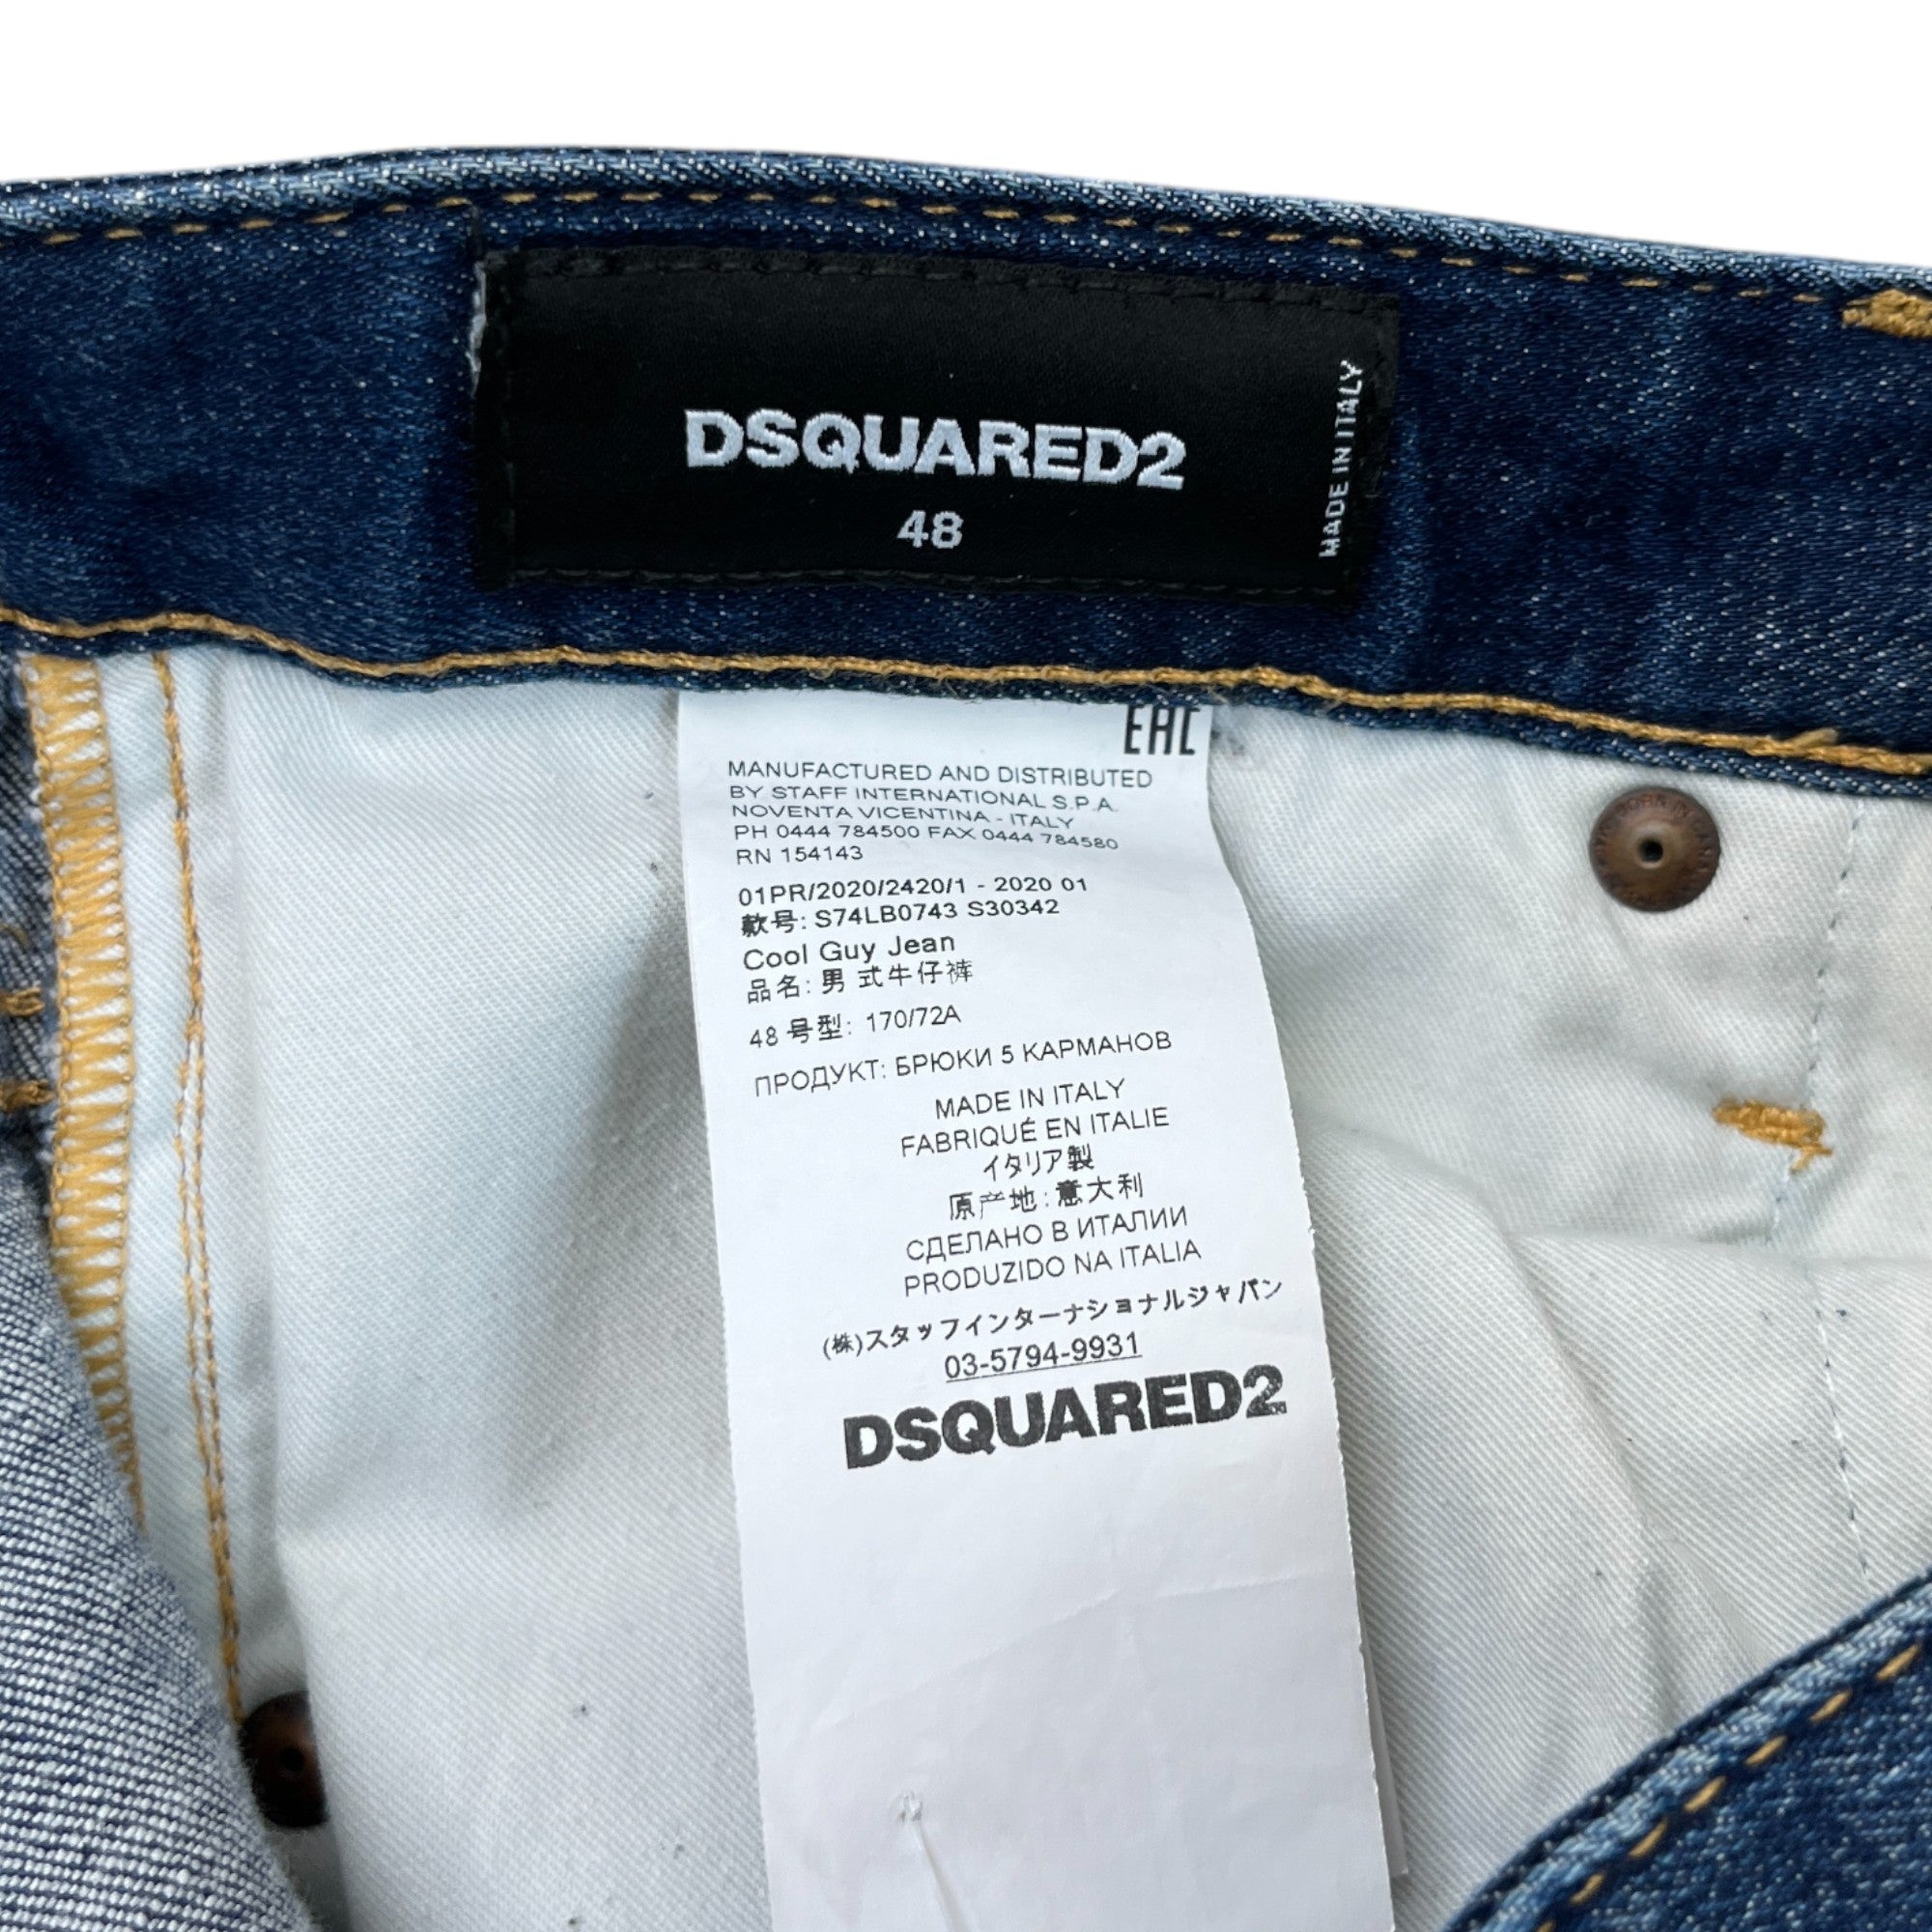 DSQUARED2
48
MADE IN ITALY
EAC
MANUFACTURED AND DISTRIBUTED
BY STAFF INTERNATIONAL S.P.A.
NOVENTA VICENTINA - ITALY
PH 0444 784500 FAX 0444 784580
RN 154143
01PR/2020/2420/1 - 2020 01
款号: S74LB0743 S30342
Cool Guy Jean
品名: 男 式牛仔裤
48 号型: 170/72A
ПРОДУКТ: БРЮКИ 5 КАРМАНОВ
MADE IN ITALY
FABRIQUÉ EN ITALIE
イタリア製
原产地: 意大利
СДЕЛАНО В ИТАЛИИ
PRODUZIDO NA ITALIA
(株)スタッフインターナショナルジャパン
03-5794-9931
DSQUARED2